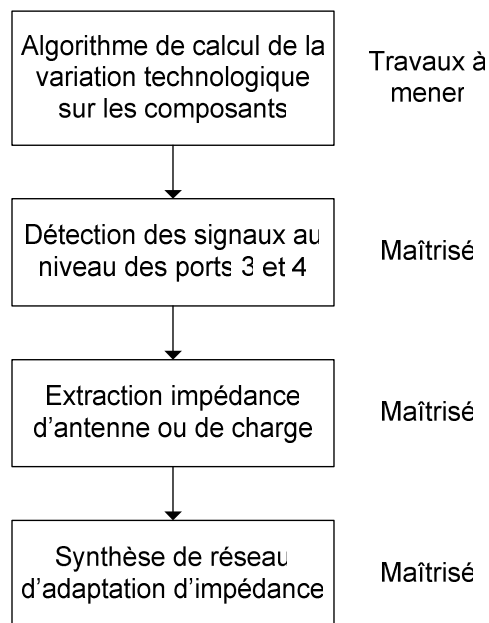 Algorithme de calcul de la
variation technologique
sur les composants
Travaux à
mener
Détection des signaux au
niveau des ports 3 et 4
Maîtrisé
Extraction impédance
d'antenne ou de charge
Maîtrisé
Synthèse de réseau
d'adaptation d'impédance
Maîtrisé